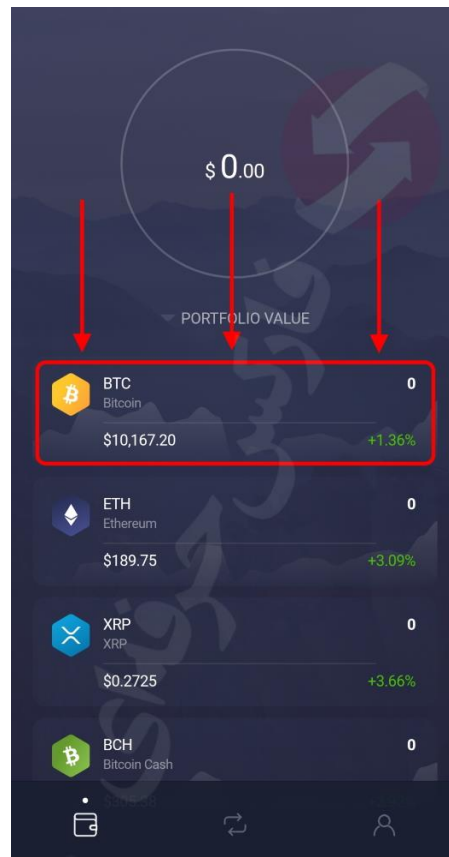 $ 0.00
PORTFOLIO VALUE
BTC 0
Bitcoin
$10,167.20 +1.36%
ETH 0
Ethereum
$189.75 +3.09%
XRP 0
XRP
$0.2725 +3.66%
BCH 0
Bitcoin Cash